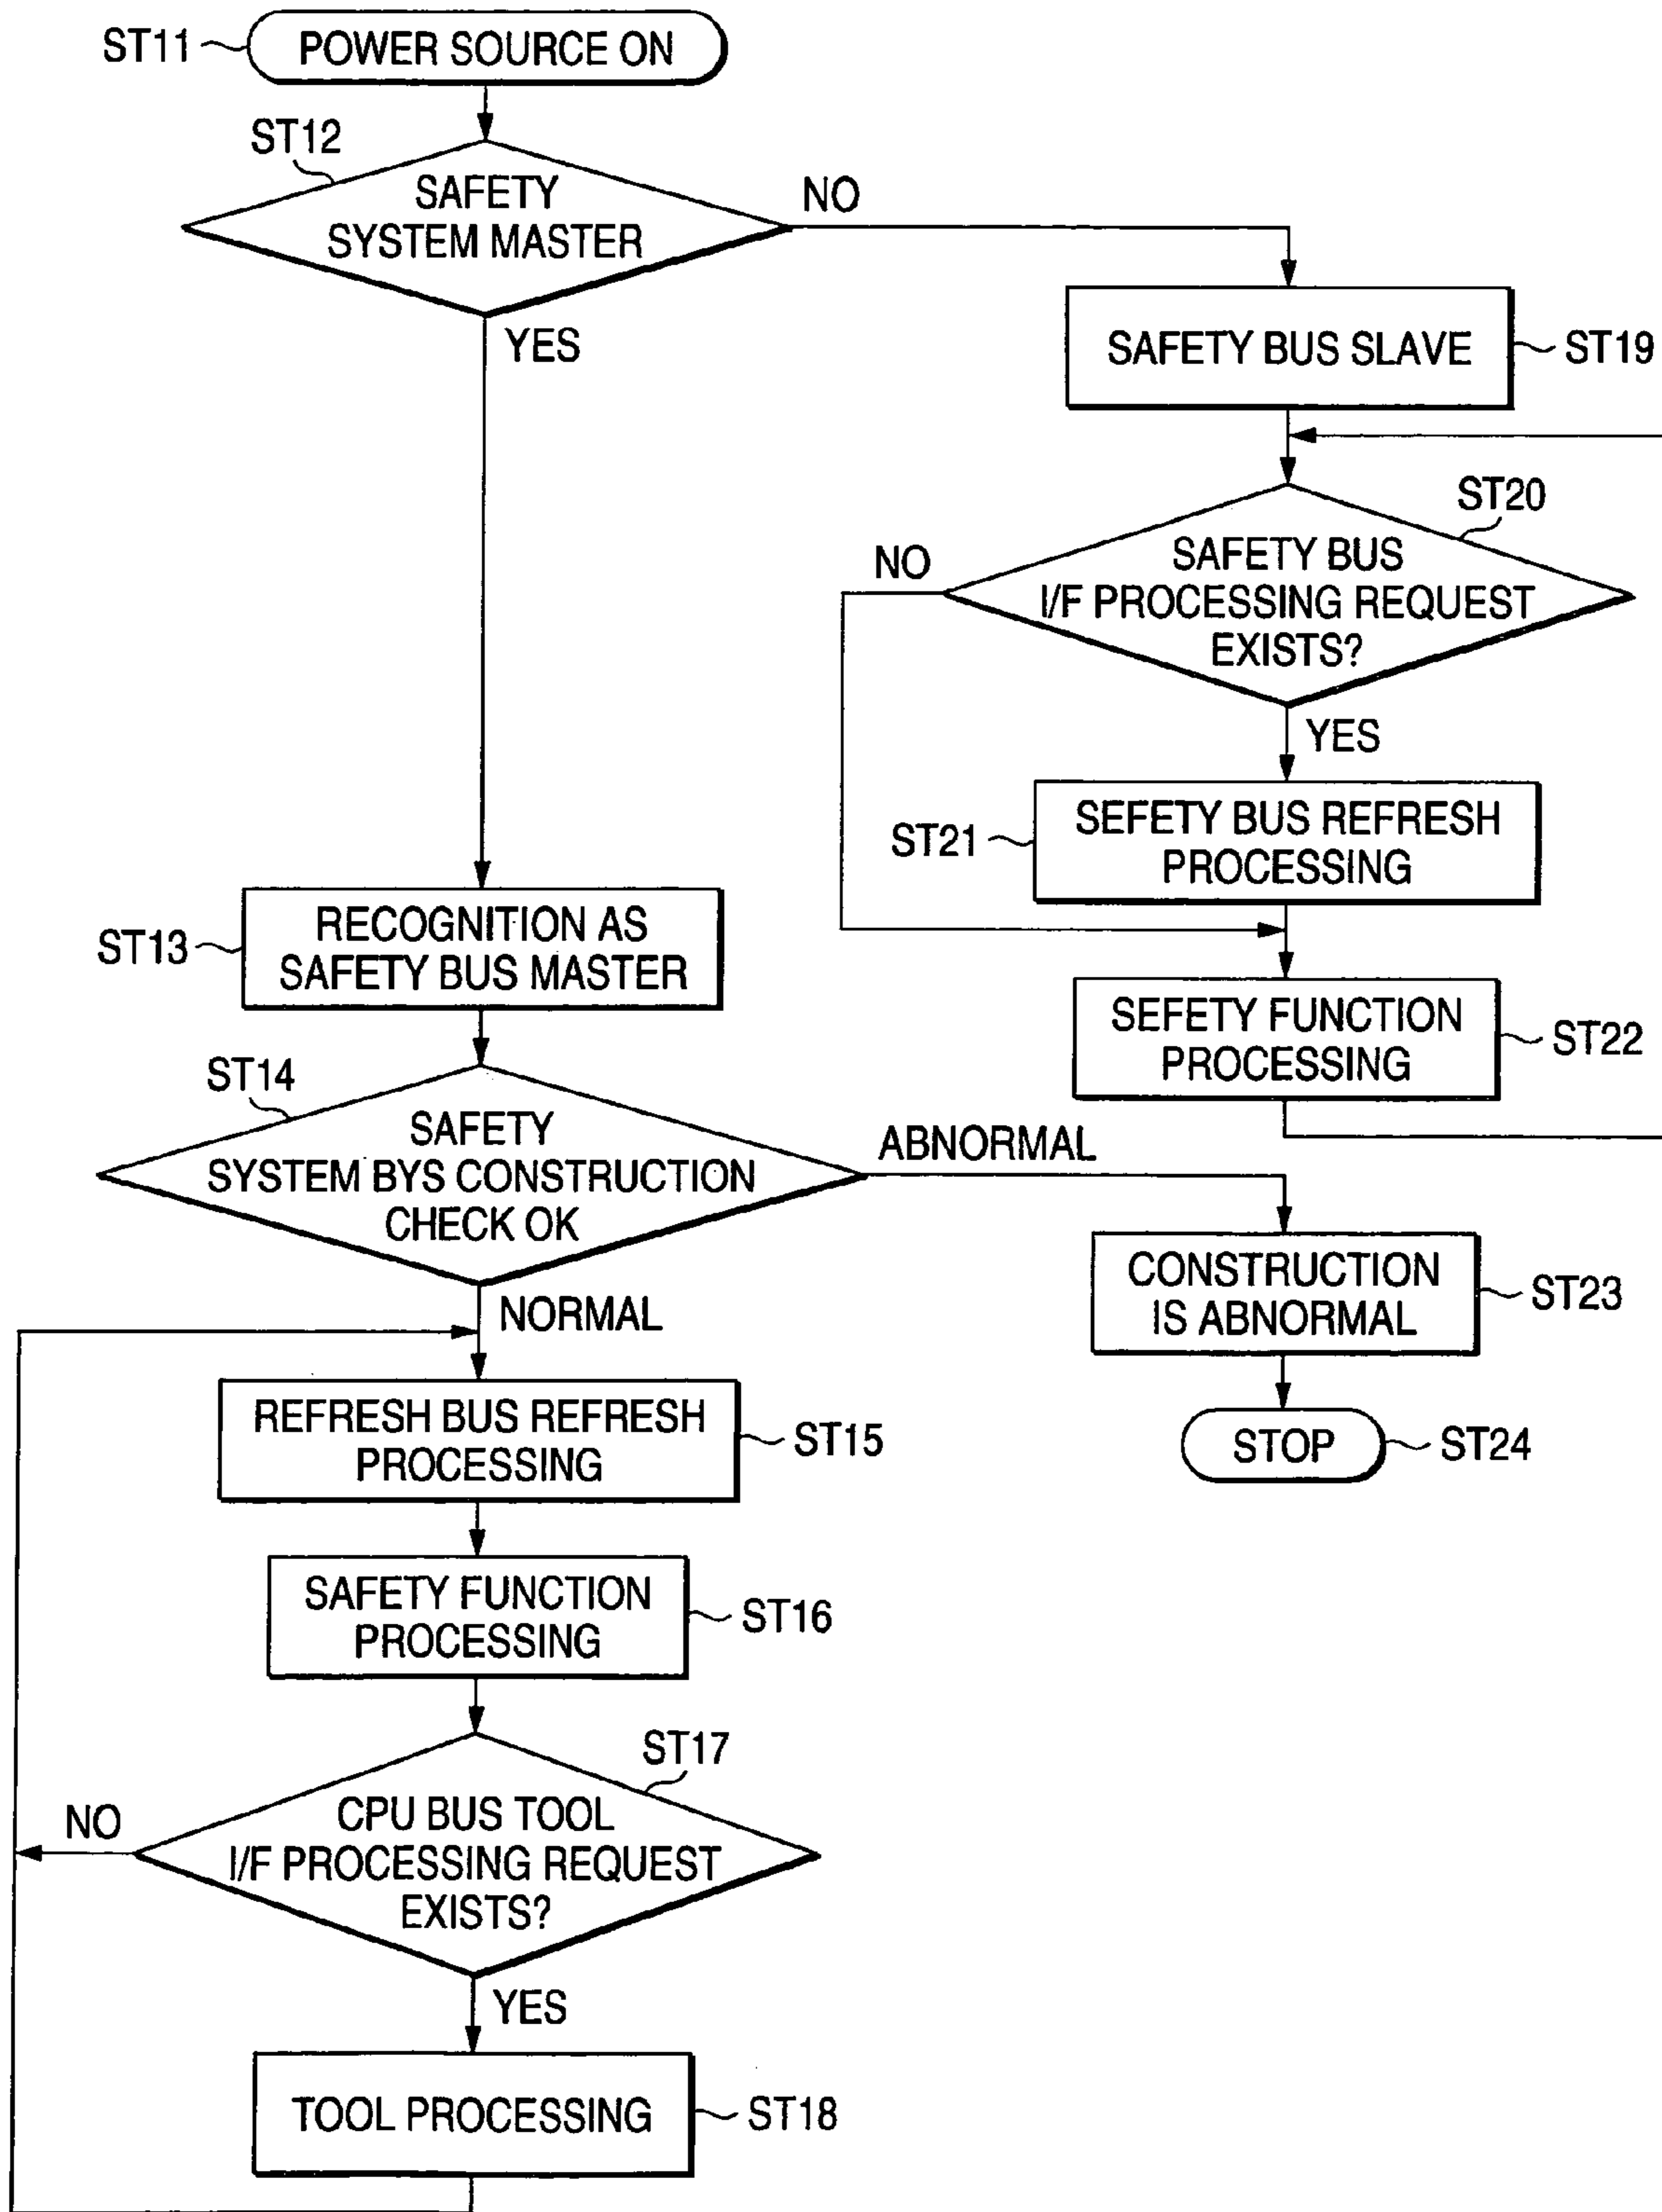 ST11
POWER SOURCE ON
ST12
SAFETY
SYSTEM MASTER
NO
YES
SAFETY BUS SLAVE
ST19
ST20
SAFETY BUS
I/F PROCESSING REQUEST
EXISTS?
NO
YES
ST21
SEFETY BUS REFRESH
PROCESSING
ST13
RECOGNITION AS
SAFETY BUS MASTER
SEFETY FUNCTION
PROCESSING
ST22
ST14
SAFETY
SYSTEM BYS CONSTRUCTION
CHECK OK
ABNORMAL
NORMAL
CONSTRUCTION
IS ABNORMAL
ST23
REFRESH BUS REFRESH
PROCESSING
ST15
STOP
ST24
SAFETY FUNCTION
PROCESSING
ST16
ST17
CPU BUS TOOL
I/F PROCESSING REQUEST
EXISTS?
NO
YES
TOOL PROCESSING
ST18